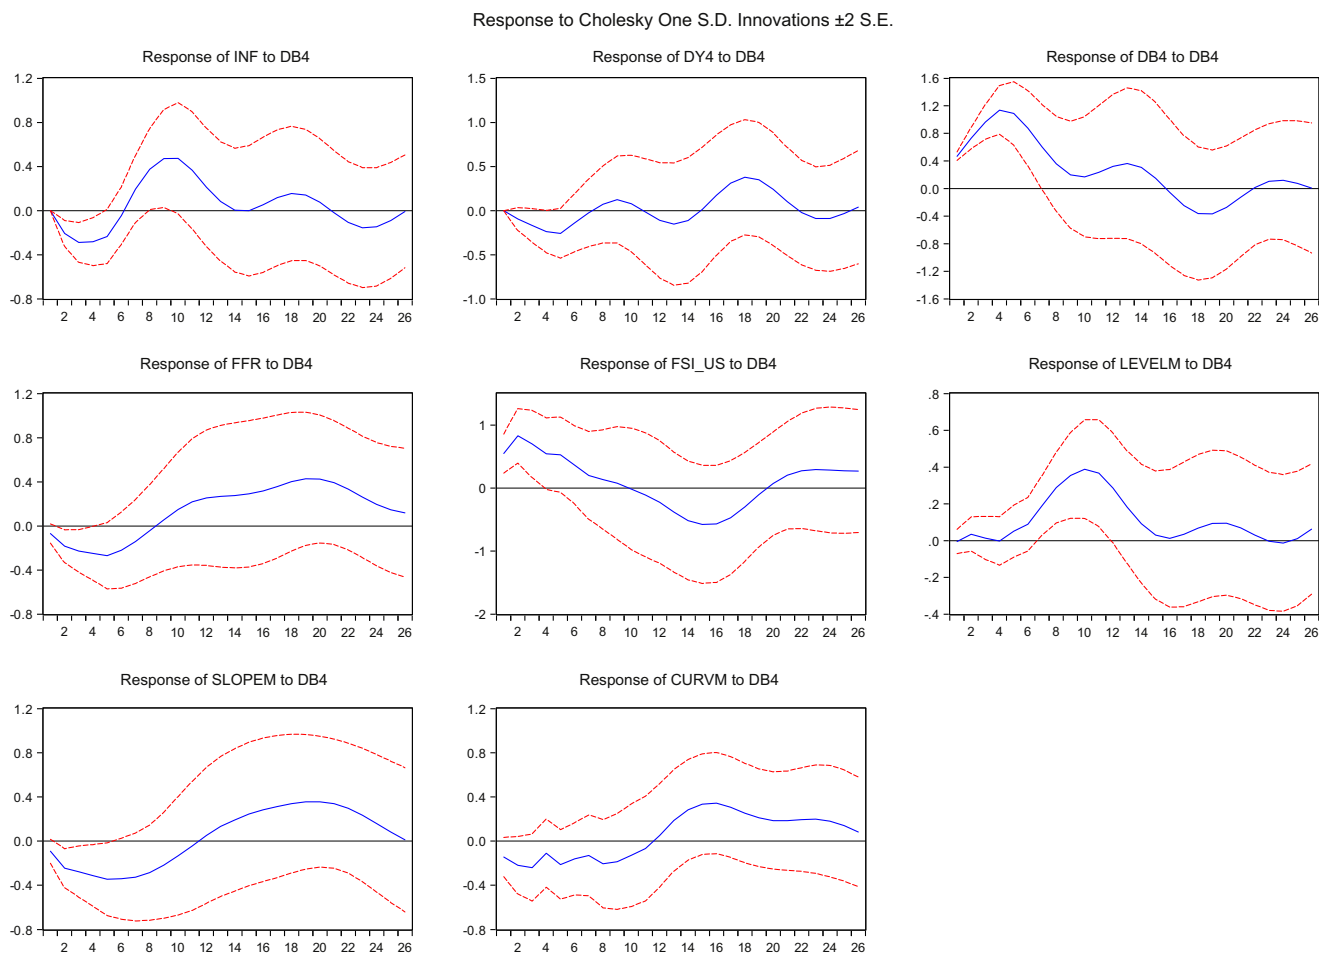 Response to Cholesky One S.D. Innovations ±2 S.E.
Response of INF to DB4
1.2
0.8
0.4
0.0
-0.4
-0.8
2 4 6 8 10 12 14 16 18 20 22 24 26
Response of DY4 to DB4
1.5
1.0
0.5
0.0
-0.5
-1.0
2 4 6 8 10 12 14 16 18 20 22 24 26
Response of DB4 to DB4
1.6
1.2
0.8
0.4
0.0
-0.4
-0.8
-1.2
-1.6
2 4 6 8 10 12 14 16 18 20 22 24 26
Response of FFR to DB4
1.2
0.8
0.4
0.0
-0.4
-0.8
2 4 6 8 10 12 14 16 18 20 22 24 26
Response of FSI_US to DB4
1
0
-1
-2
2 4 6 8 10 12 14 16 18 20 22 24 26
Response of LEVELM to DB4
.8
.6
.4
.2
.0
-.2
-.4
2 4 6 8 10 12 14 16 18 20 22 24 26
Response of SLOPEM to DB4
1.2
0.8
0.4
0.0
-0.4
-0.8
2 4 6 8 10 12 14 16 18 20 22 24 26
Response of CURVM to DB4
1.2
0.8
0.4
0.0
-0.4
-0.8
2 4 6 8 10 12 14 16 18 20 22 24 26